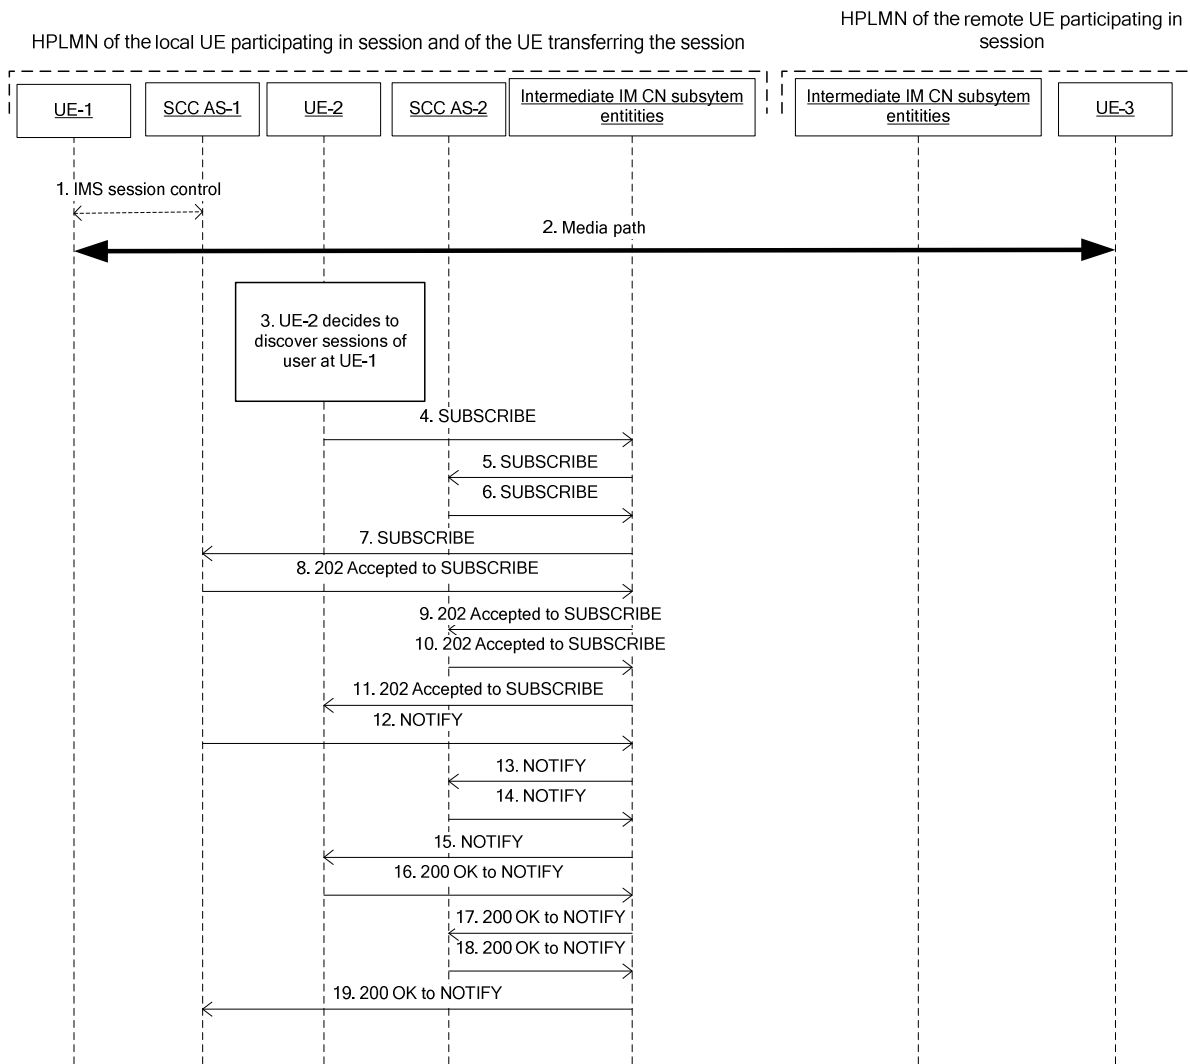 HPLMN of the local UE participating in session and of the UE transferring the session
HPLMN of the remote UE participating in
session
UE-1
SCC AS-1
UE-2
SCC AS-2
Intermediate IM CN subsytem
entitities
Intermediate IM CN subsytem
entitities
UE-3
1. IMS session control
2. Media path
3. UE-2 decides to
discover sessions of
user at UE-1
4. SUBSCRIBE
5. SUBSCRIBE
6. SUBSCRIBE
7. SUBSCRIBE
8. 202 Accepted to SUBSCRIBE
9. 202 Accepted to SUBSCRIBE
10. 202 Accepted to SUBSCRIBE
11. 202 Accepted to SUBSCRIBE
12. NOTIFY
13. NOTIFY
14. NOTIFY
15. NOTIFY
16. 200 OK to NOTIFY
17. 200 OK to NOTIFY
18. 200 OK to NOTIFY
19. 200 OK to NOTIFY